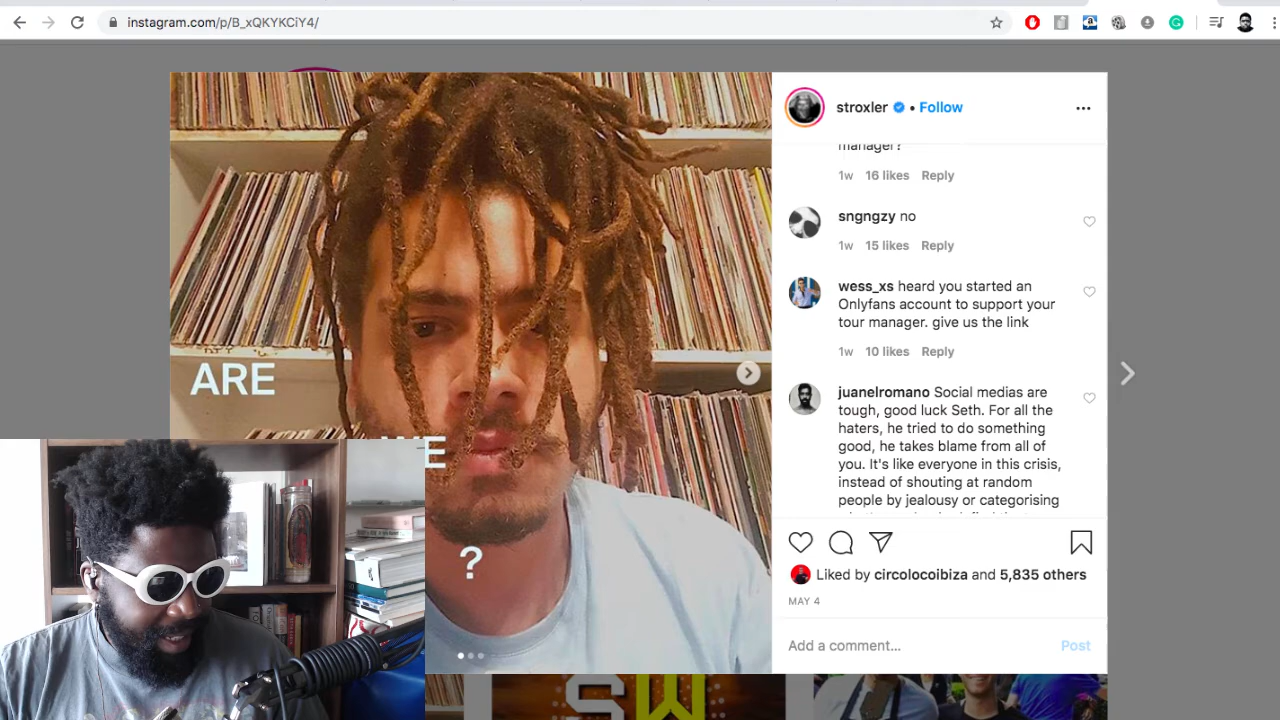 instagram.com/p/B_xQKYKCiY4/
stroxler • Follow
manager?
1w 16 likes Reply
sngngzy no
1w 15 likes Reply
wess_xs heard you started an
Onlyfans account to support your
tour manager. give us the link
1w 10 likes Reply
juanelromano Social medias are
tough, good luck Seth. For all the
haters, he tried to do something
good, he takes blame from all of
you. It's like everyone in this crisis,
instead of shouting at random
people by jealousy or categorising
Liked by circolocoibiza and 5,835 others
MAY 4
Add a comment... Post
ARE
WE
?
SW